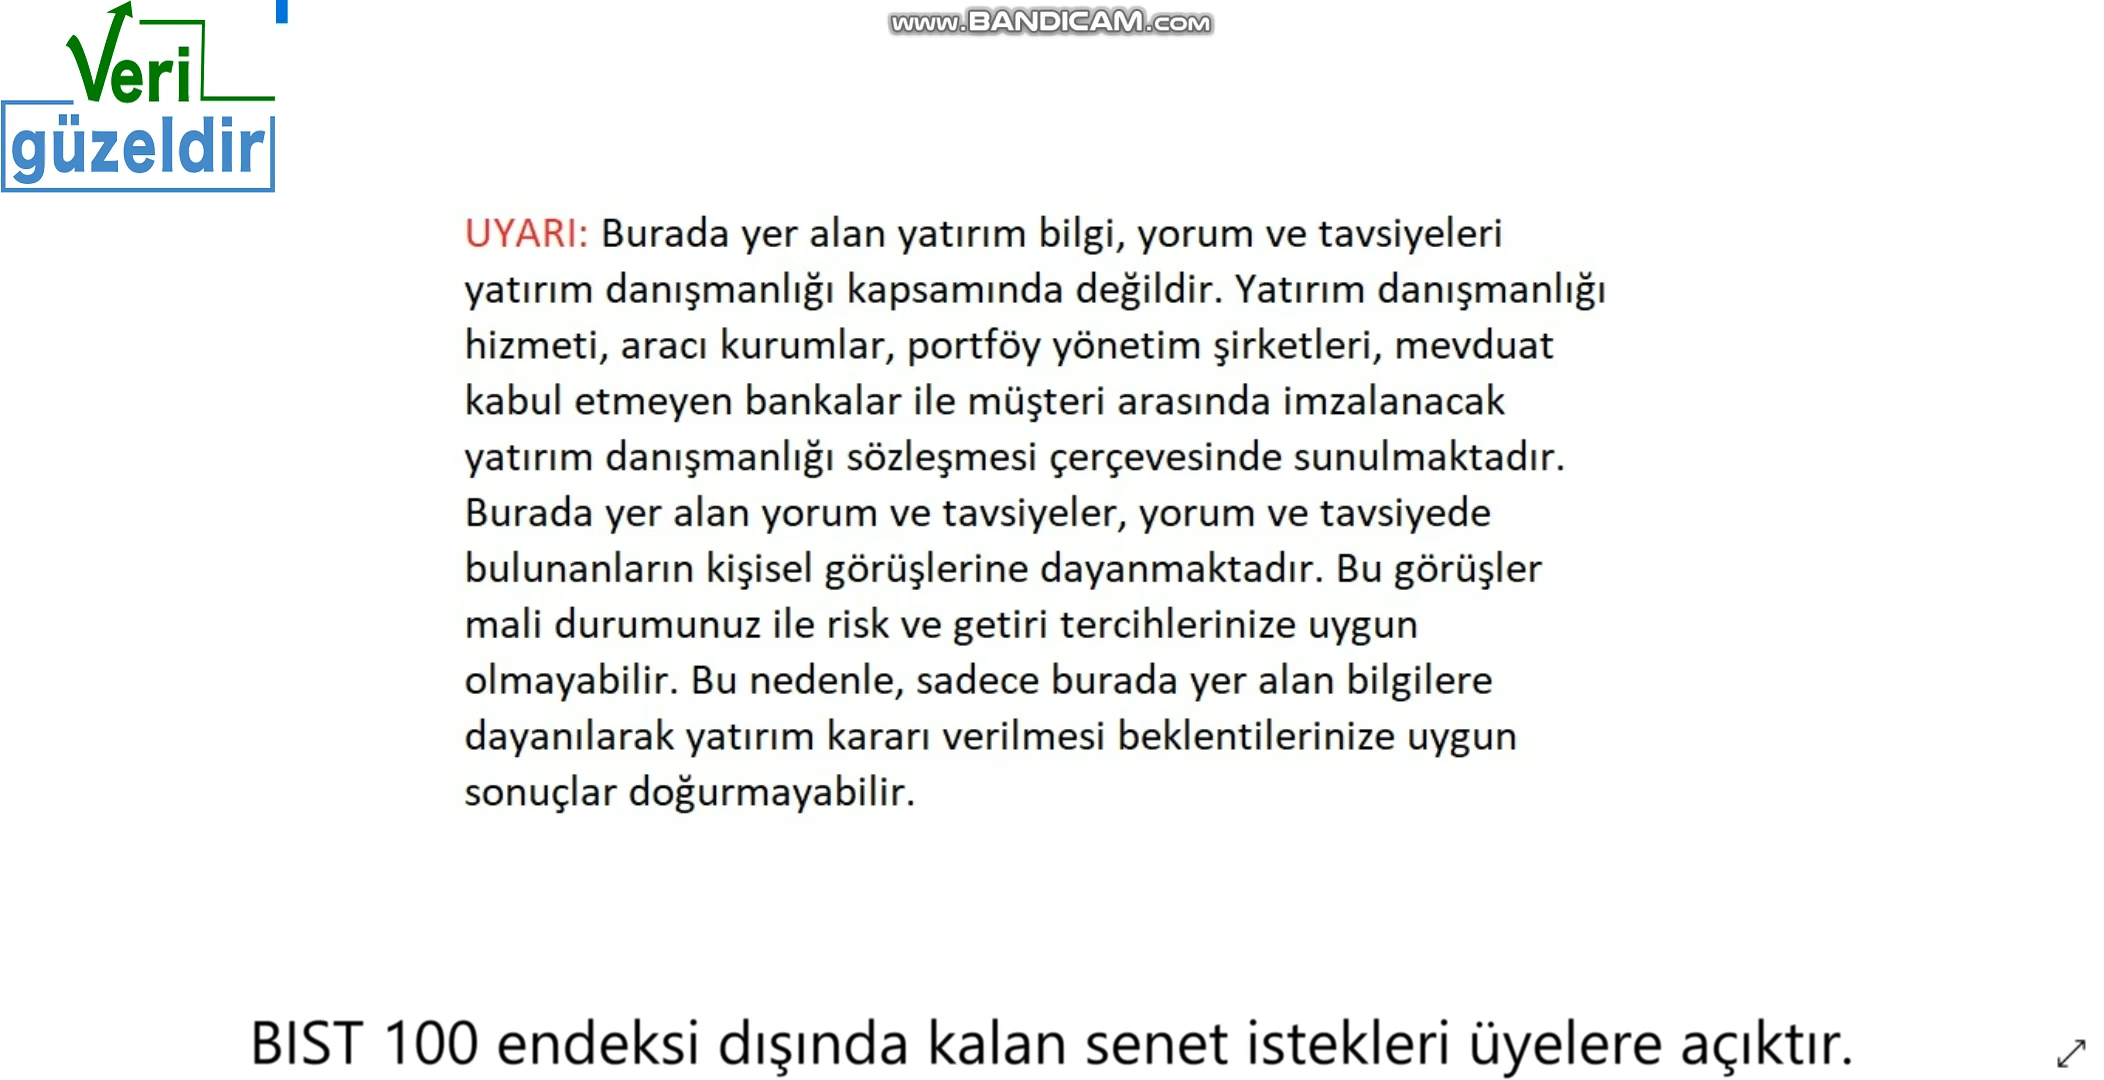 www.BANDICAM.com
Veri
güzeldir
UYARI: Burada yer alan yatırım bilgi, yorum ve tavsiyeleri
yatırım danışmanlığı kapsamında değildir. Yatırım danışmanlığı
hizmeti, aracı kurumlar, portföy yönetim şirketleri, mevduat
kabul etmeyen bankalar ile müşteri arasında imzalanacak
yatırım danışmanlığı sözleşmesi çerçevesinde sunulmaktadır.
Burada yer alan yorum ve tavsiyeler, yorum ve tavsiyede
bulunanların kişisel görüşlerine dayanmaktadır. Bu görüşler
mali durumunuz ile risk ve getiri tercihlerinize uygun
olmayabilir. Bu nedenle, sadece burada yer alan bilgilere
dayanılarak yatırım kararı verilmesi beklentilerinize uygun
sonuçlar doğurmayabilir.
BIST 100 endeksi dışında kalan senet istekleri üyelere açıktır.